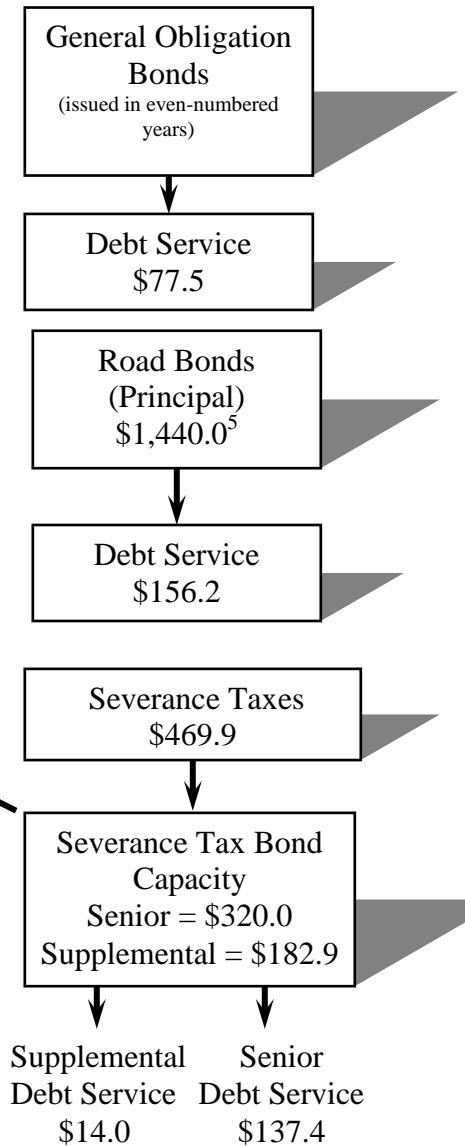 General Obligation
Bonds
(issued in even-numbered
years)
Debt Service
$77.5
Road Bonds
(Principal)
$1,440.0⁵
Debt Service
$156.2
Severance Taxes
$469.9
Severance Tax Bond
Capacity
Senior = $320.0
Supplemental = $182.9
Supplemental
Debt Service
$14.0
Senior
Debt Service
$137.4